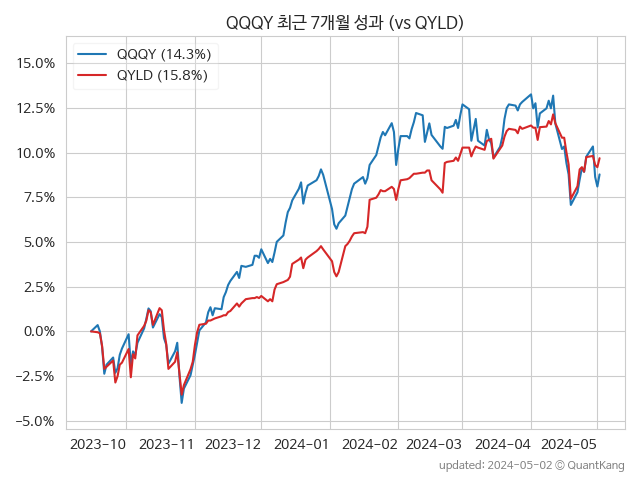 QQQY 최근 7개월 성과 (vs QYLD)
QQQY (14.3%)
QYLD (15.8%)
15.0%
12.5%
10.0%
7.5%
5.0%
2.5%
0.0%
−2.5%
−5.0%
2023-10 2023-11 2023-12 2024-01 2024-02 2024-03 2024-04 2024-05
updated: 2024-05-02 © QuantKang